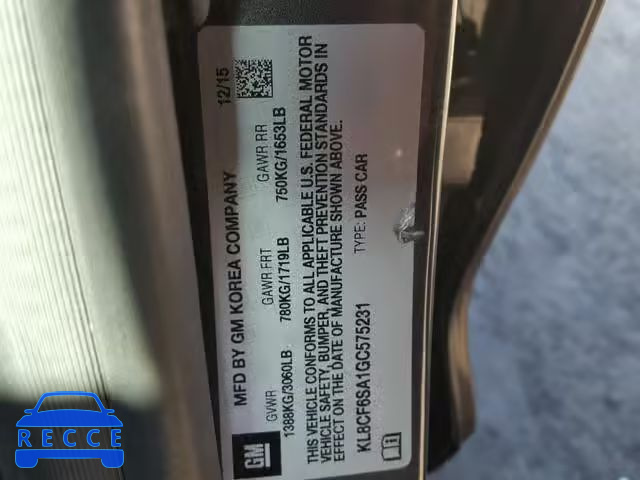 MFD BY GM KOREA COMPANY 12/15
GVWR GAWR FRT GAWR RR
1388KG/3060LB 780KG/1719LB 750KG/1653LB
THIS VEHICLE CONFORMS TO ALL APPLICABLE U.S. FEDERAL MOTOR
VEHICLE SAFETY, BUMPER, AND THEFT PREVENTION STANDARDS IN
EFFECT ON THE DATE OF MANUFACTURE SHOWN ABOVE.
KL8CF6SA1GC575231 TYPE: PASS CAR
GM
RECCE